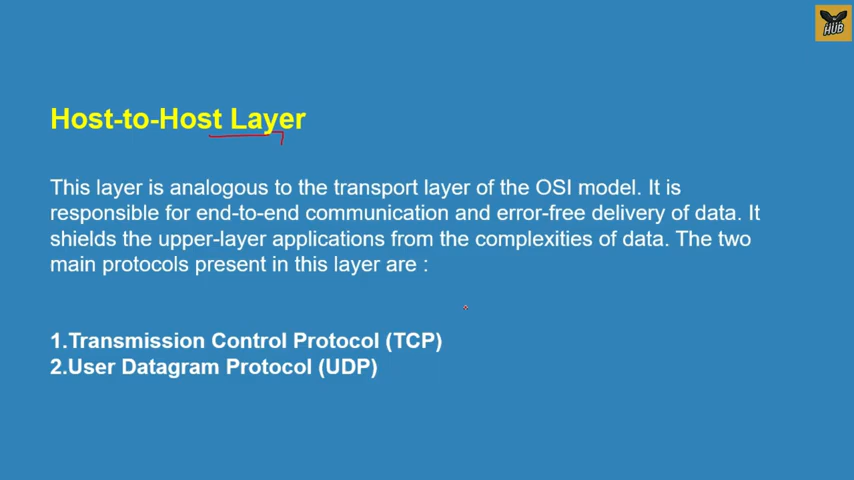 HUB
Host-to-Host Layer
This layer is analogous to the transport layer of the OSI model. It is
responsible for end-to-end communication and error-free delivery of data. It
shields the upper-layer applications from the complexities of data. The two
main protocols present in this layer are :
1.Transmission Control Protocol (TCP)
2.User Datagram Protocol (UDP)